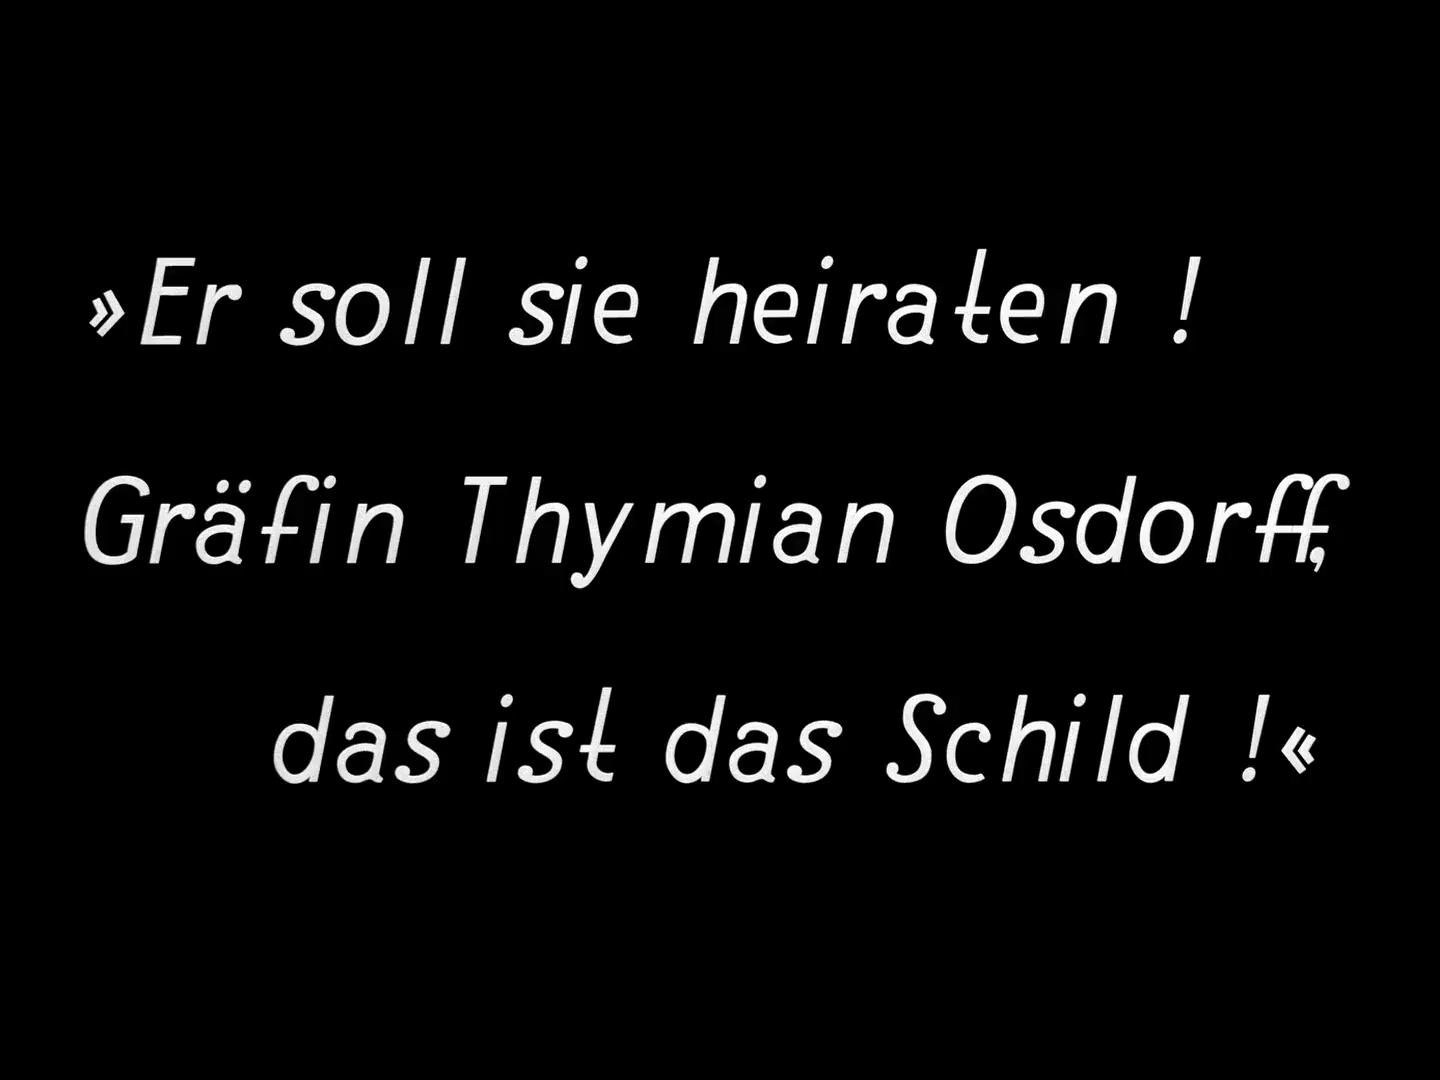 »Er soll sie heiraten !
Gräfin Thymian Osdorff,
das ist das Schild !«